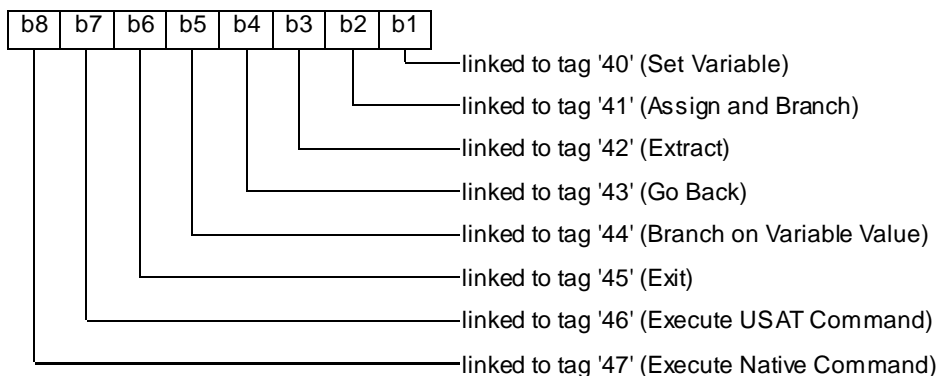 b8 b7 b6 b5 b4 b3 b2 b1
linked to tag '40' (Set Variable)
linked to tag '41' (Assign and Branch)
linked to tag '42' (Extract)
linked to tag '43' (Go Back)
linked to tag '44' (Branch on Variable Value)
linked to tag '45' (Exit)
linked to tag '46' (Execute USAT Command)
linked to tag '47' (Execute Native Command)